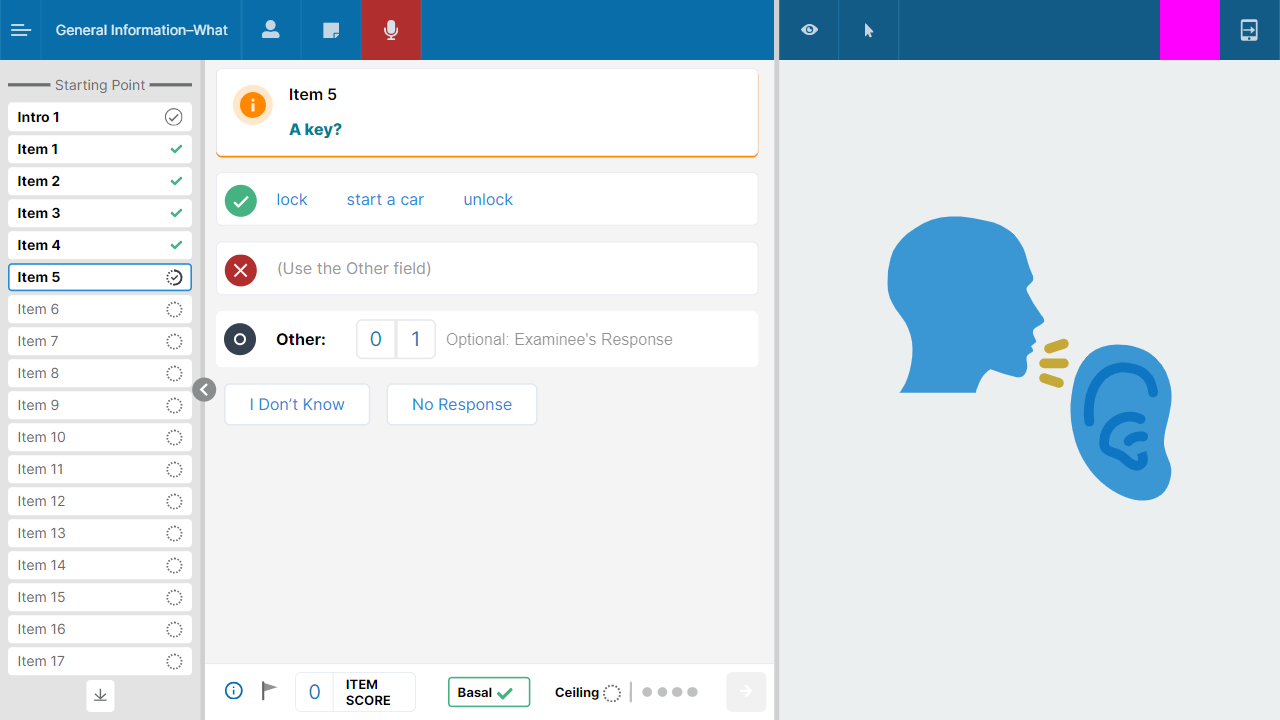 General Information–What
Starting Point
Intro 1
Item 1
Item 2
Item 3
Item 4
Item 5
Item 6
Item 7
Item 8
Item 9
Item 10
Item 11
Item 12
Item 13
Item 14
Item 15
Item 16
Item 17
Item 5
A key?
lock start a car unlock
(Use the Other field)
Other: 0 1 Optional: Examinee's Response
I Don’t Know No Response
0 ITEM SCORE
Basal
Ceiling